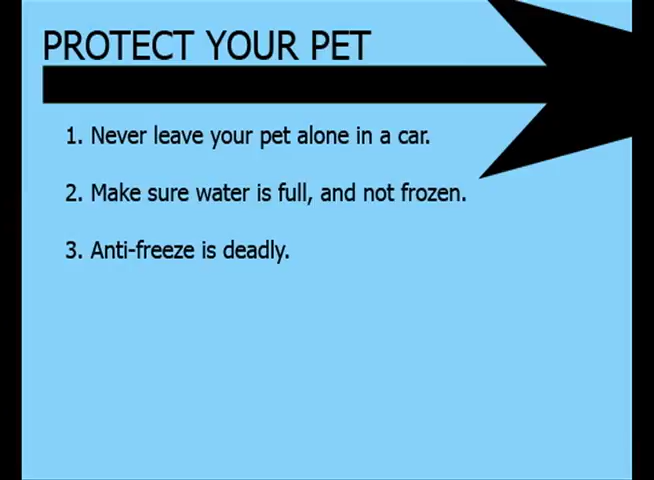 PROTECT YOUR PET
1. Never leave your pet alone in a car.
2. Make sure water is full, and not frozen.
3. Anti-freeze is deadly.